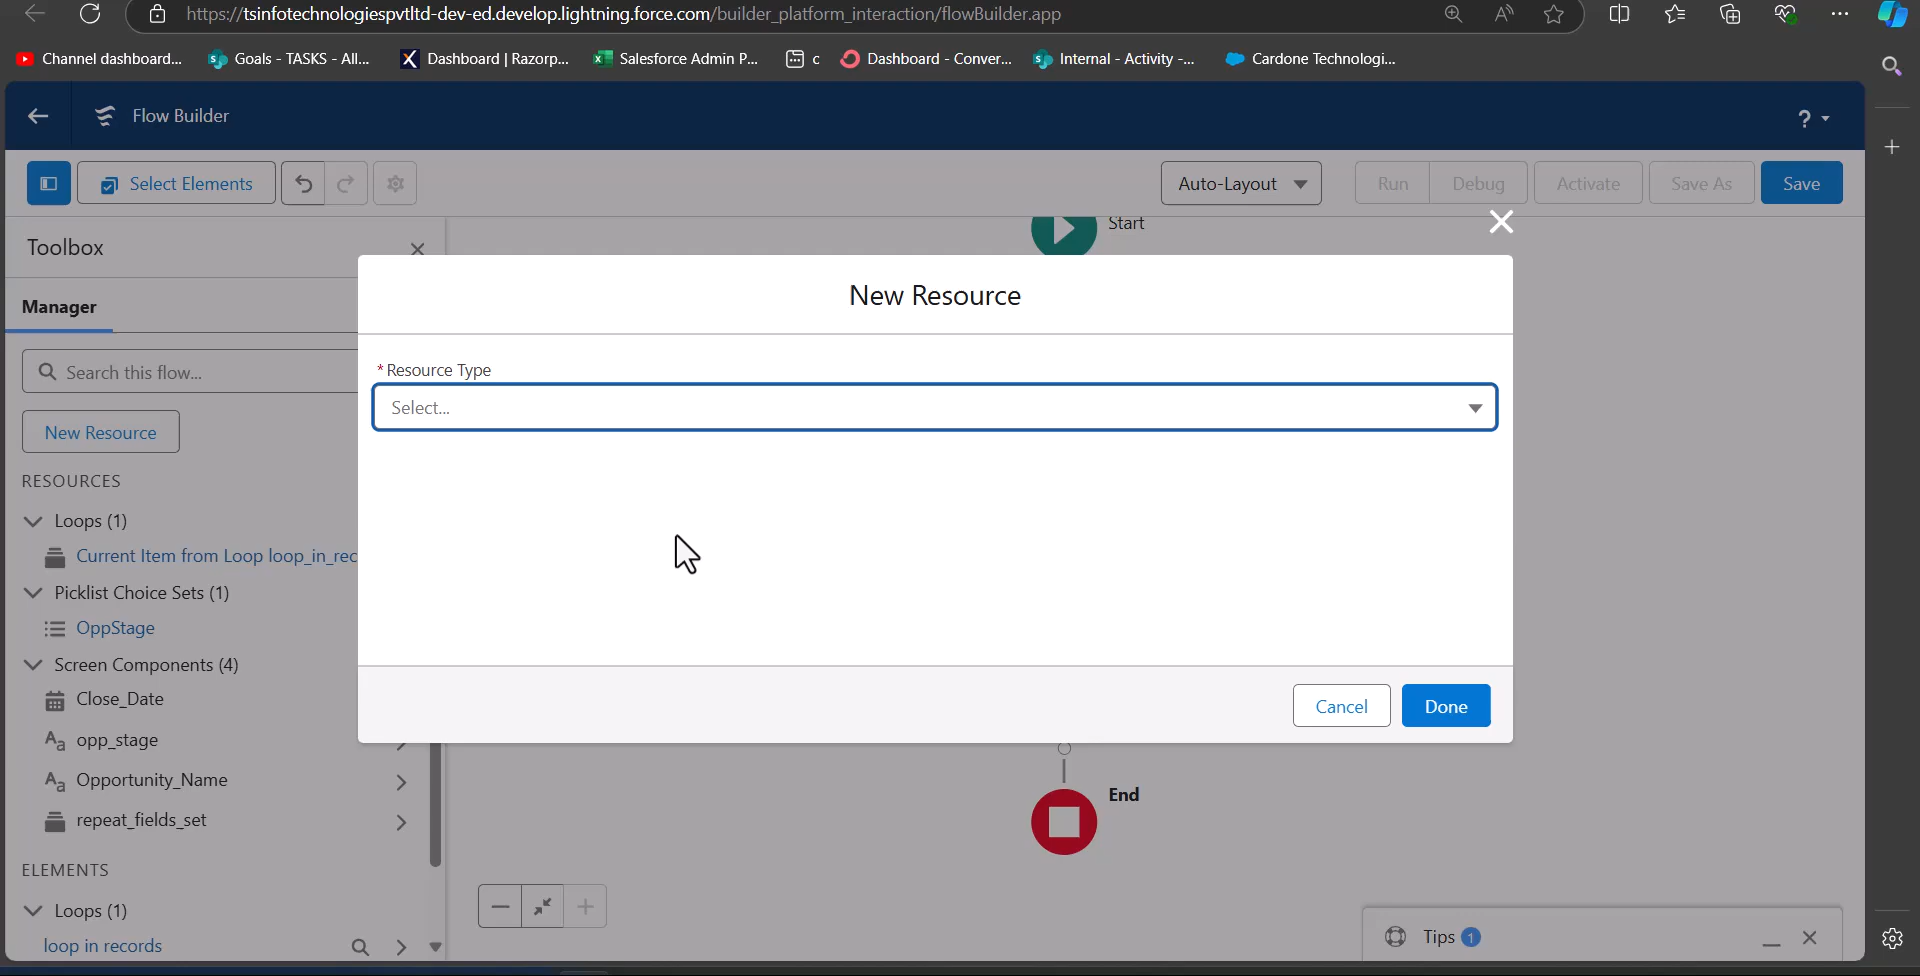 https://tsinfotechnologiespvtltd-dev-ed.develop.lightning.force.com/builder_platform_interaction/flowBuilder.app
Channel dashboard...
Goals - TASKS - All...
Dashboard | Razorp...
Salesforce Admin P...
c
Dashboard - Conver...
Internal - Activity -...
Cardone Technologi...
Flow Builder
?
Select Elements
Auto-Layout
Run
Debug
Activate
Save As
Save
Toolbox
Start
New Resource
Manager
* Resource Type
Search this flow...
Select...
New Resource
RESOURCES
Loops (1)
Current Item from Loop loop_in_rec
Picklist Choice Sets (1)
OppStage
Screen Components (4)
Close_Date
Cancel
Done
opp_stage
Opportunity_Name
End
repeat_fields_set
ELEMENTS
Loops (1)
loop in records
Tips 1